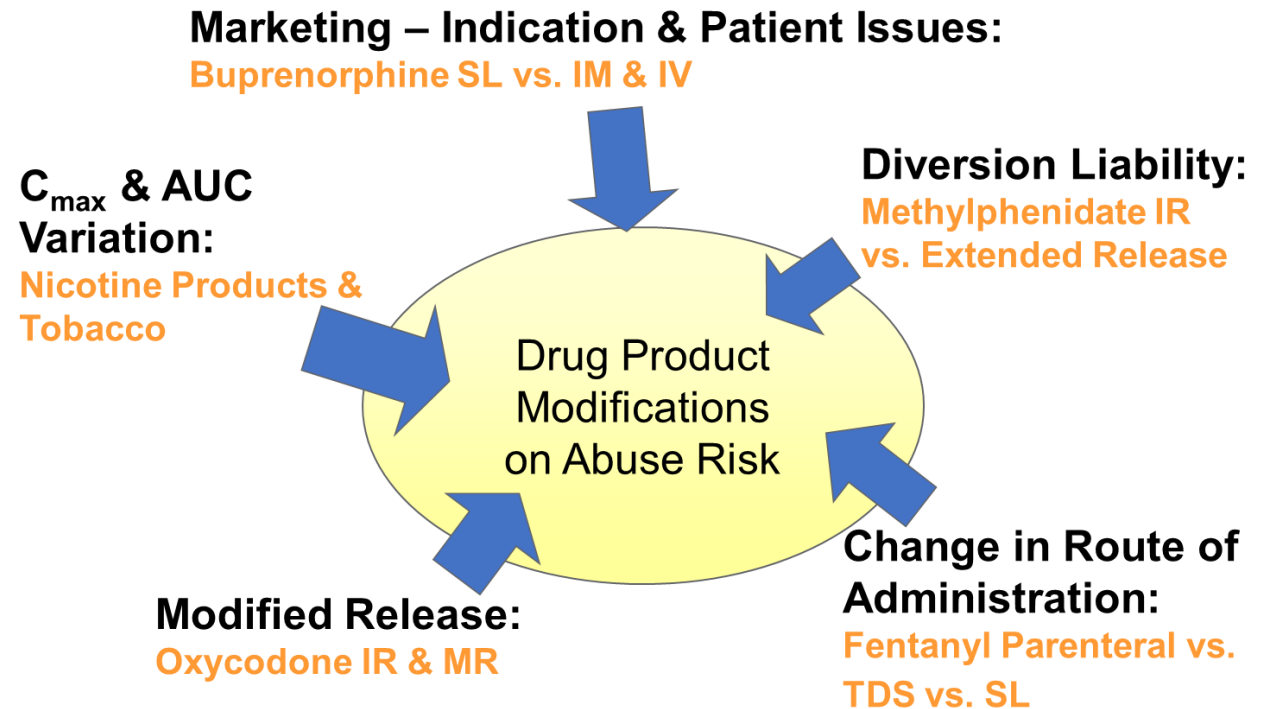 Marketing – Indication & Patient Issues:
Buprenorphine SL vs. IM & IV
Diversion Liability:
Methylphenidate IR
vs. Extended Release
Cmax & AUC
Variation:
Nicotine Products &
Tobacco
Drug Product
Modifications
on Abuse Risk
Change in Route of
Administration:
Fentanyl Parenteral vs.
TDS vs. SL
Modified Release:
Oxycodone IR & MR